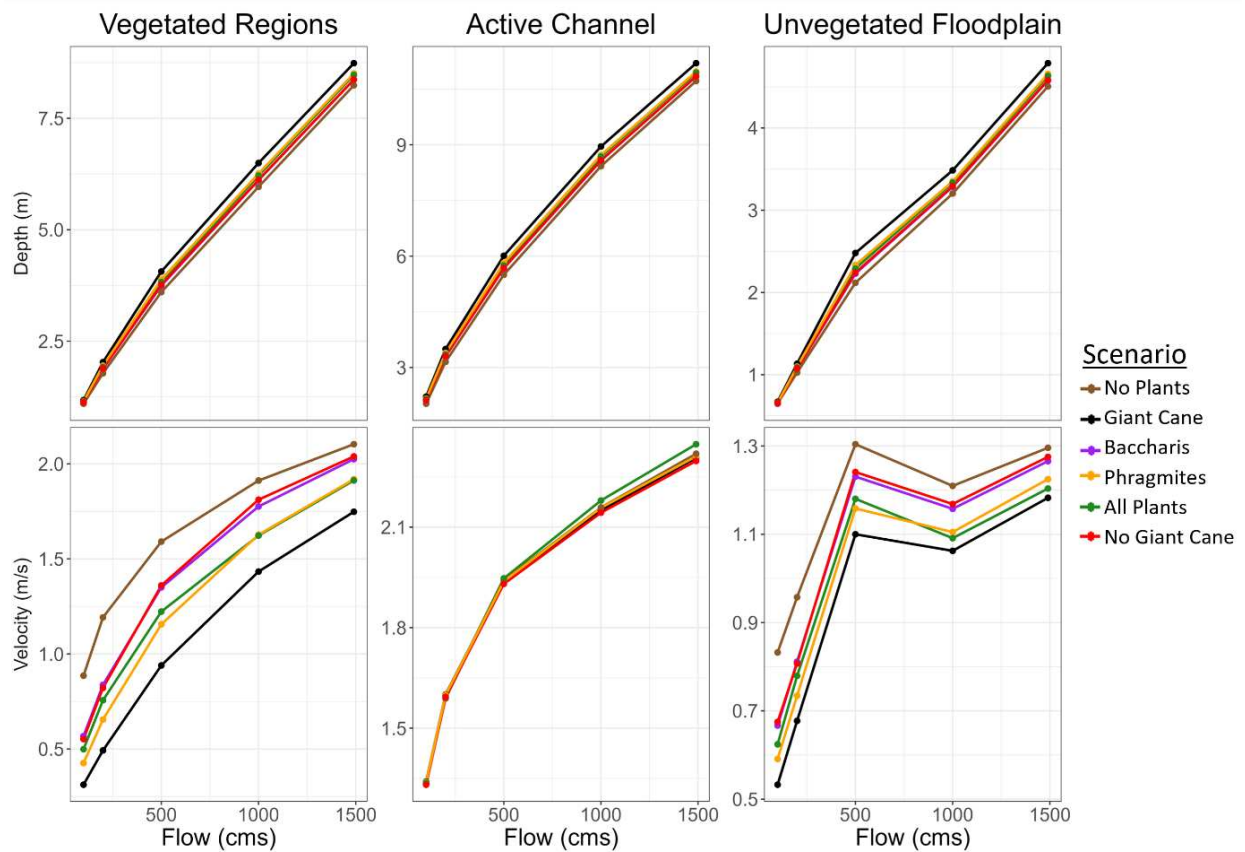 Vegetated Regions
Active Channel
Unvegetated Floodplain
Depth (m)
7.5
5.0
2.5
9
6
3
4
3
2
1
Velocity (m/s)
2.0
1.5
1.0
0.5
2.1
1.8
1.5
1.3
1.1
0.9
0.7
0.5
500 1000 1500
500 1000 1500
500 1000 1500
Flow (cms)
Flow (cms)
Flow (cms)
Scenario
No Plants
Giant Cane
Baccharis
Phragmites
All Plants
No Giant Cane